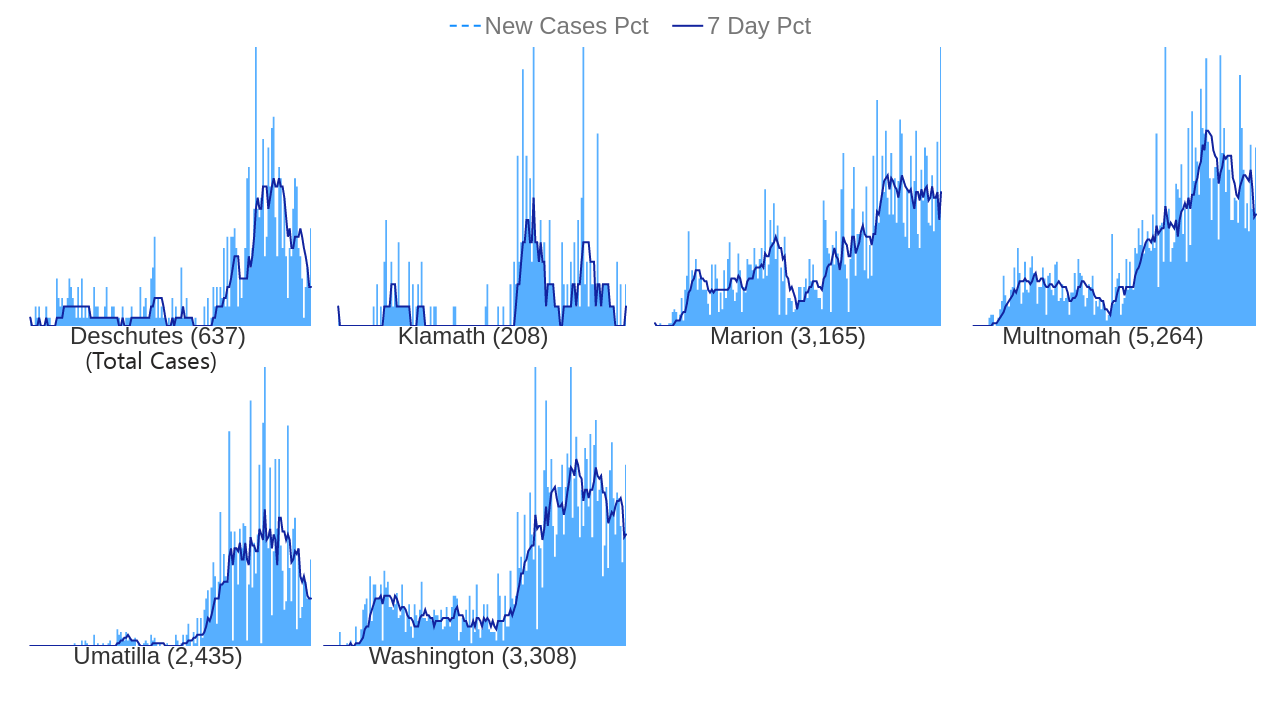 New Cases Pct 7 Day Pct
Deschutes (637)
(Total Cases)
Klamath (208)
Marion (3,165)
Multnomah (5,264)
Umatilla (2,435)
Washington (3,308)